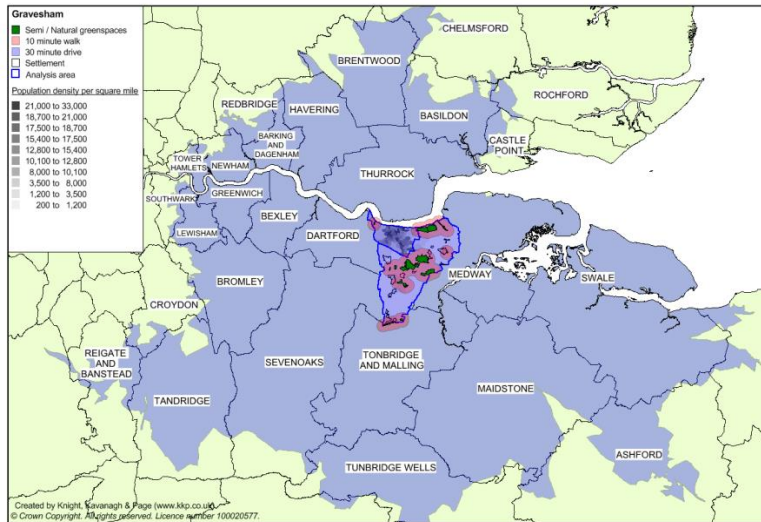 Gravesham
Semi / Natural greenspaces
10 minute walk
30 minute drive
Settlement
Analysis area
Population density per square mile
21,000 to 33,000
18,700 to 21,000
17,500 to 18,700
15,400 to 17,500
12,800 to 15,400
10,100 to 12,800
8,000 to 10,100
3,500 to 8,000
1,200 to 3,500
200 to 1,200
CHELMSFORD
BRENTWOOD
ROCHFORD
REDBRIDGE
HAVERING
BASILDON
BARKING
AND
DAGENHAM
CASTLE
POINT
TOWER
HAMLETS
NEWHAM
THURROCK
SOUTHWARK
GREENWICH
BEXLEY
LEWISHAM
DARTFORD
BROMLEY
MEDWAY
SWALE
CROYDON
REIGATE
AND
BANSTEAD
SEVENOAKS
TONBRIDGE
AND MALLING
MAIDSTONE
TANDRIDGE
ASHFORD
TUNBRIDGE WELLS
Created by Knight, Kavanagh & Page (www.kkp.co.uk)
© Crown Copyright. All rights reserved. Licence number 100020577.